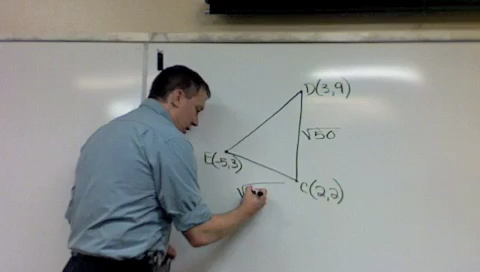 D(3,9)
√50
E(-5,3)
C(2,2)
√